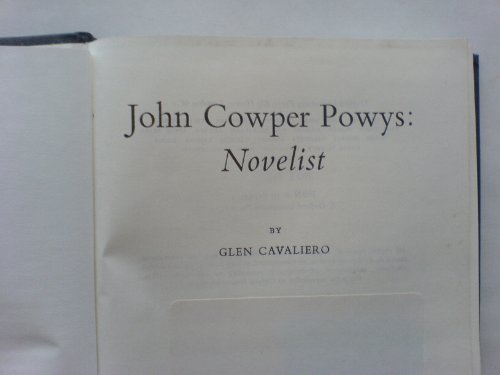 John Cowper Powys:
Novelist
BY
GLEN CAVALIERO